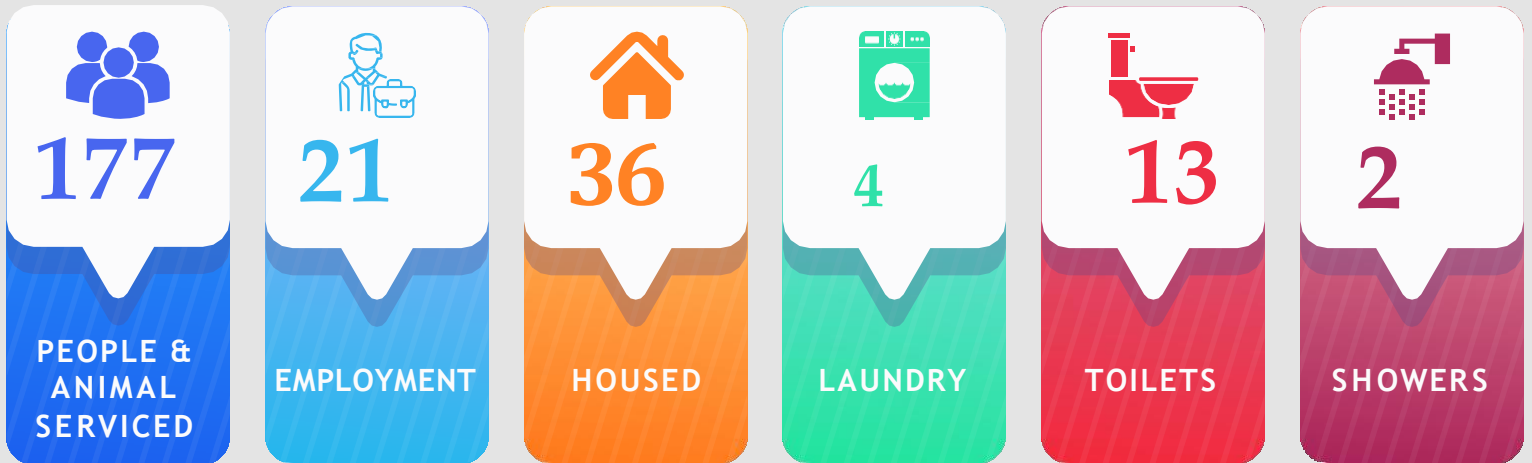 177
PEOPLE &
ANIMAL
SERVICED
21
EMPLOYMENT
36
HOUSED
4
LAUNDRY
13
TOILETS
2
SHOWERS